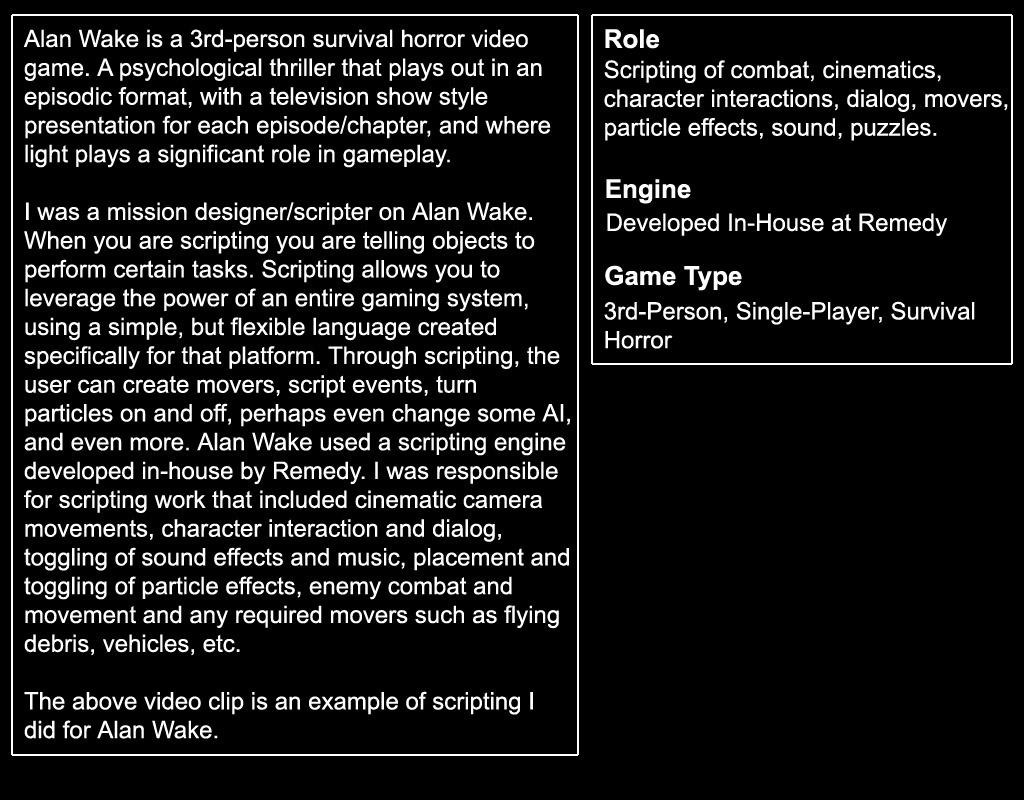 Alan Wake is a 3rd-person survival horror video
game. A psychological thriller that plays out in an
episodic format, with a television show style
presentation for each episode/chapter, and where
light plays a significant role in gameplay.
I was a mission designer/scripter on Alan Wake.
When you are scripting you are telling objects to
perform certain tasks. Scripting allows you to
leverage the power of an entire gaming system,
using a simple, but flexible language created
specifically for that platform. Through scripting, the
user can create movers, script events, turn
particles on and off, perhaps even change some AI,
and even more. Alan Wake used a scripting engine
developed in-house by Remedy. I was responsible
for scripting work that included cinematic camera
movements, character interaction and dialog,
toggling of sound effects and music, placement and
toggling of particle effects, enemy combat and
movement and any required movers such as flying
debris, vehicles, etc.
The above video clip is an example of scripting I
did for Alan Wake.
Role
Scripting of combat, cinematics,
character interactions, dialog, movers,
particle effects, sound, puzzles.
Engine
Developed In-House at Remedy
Game Type
3rd-Person, Single-Player, Survival
Horror